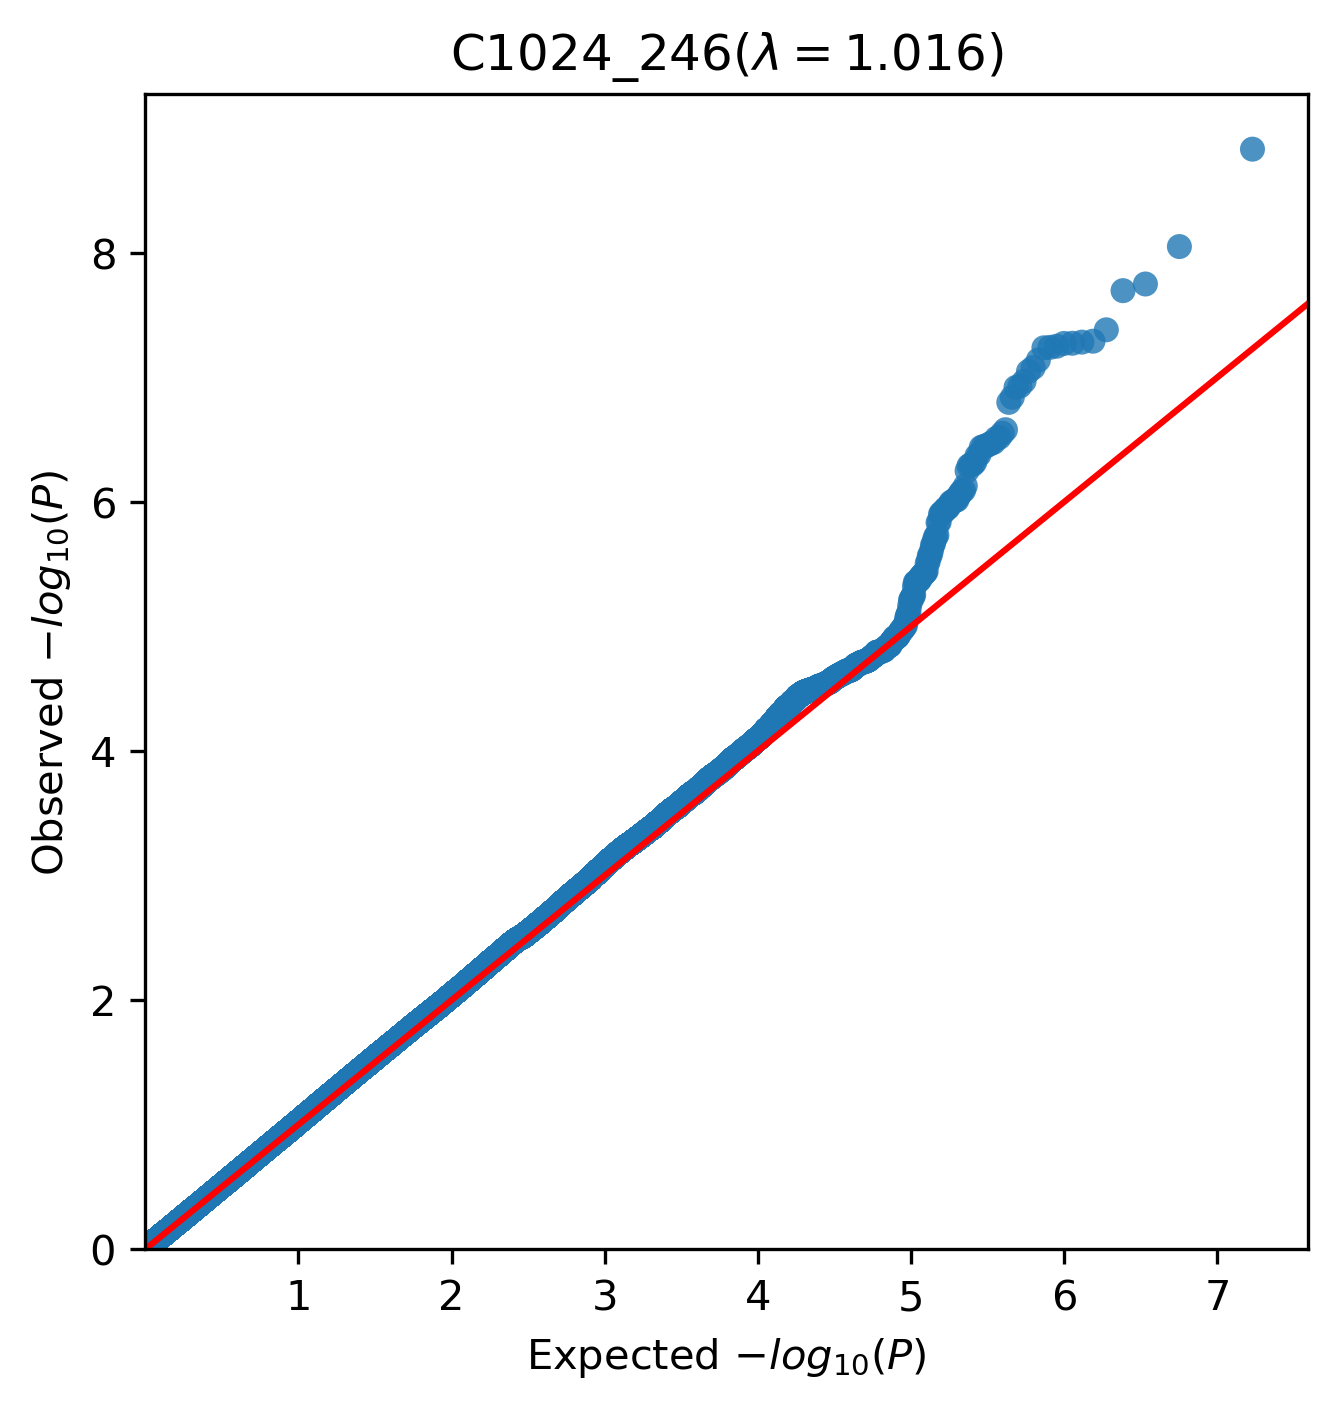 C1024_246(λ = 1.016)
Observed −log₁₀(P)
8
6
4
2
0
1 2 3 4 5 6 7
Expected −log₁₀(P)